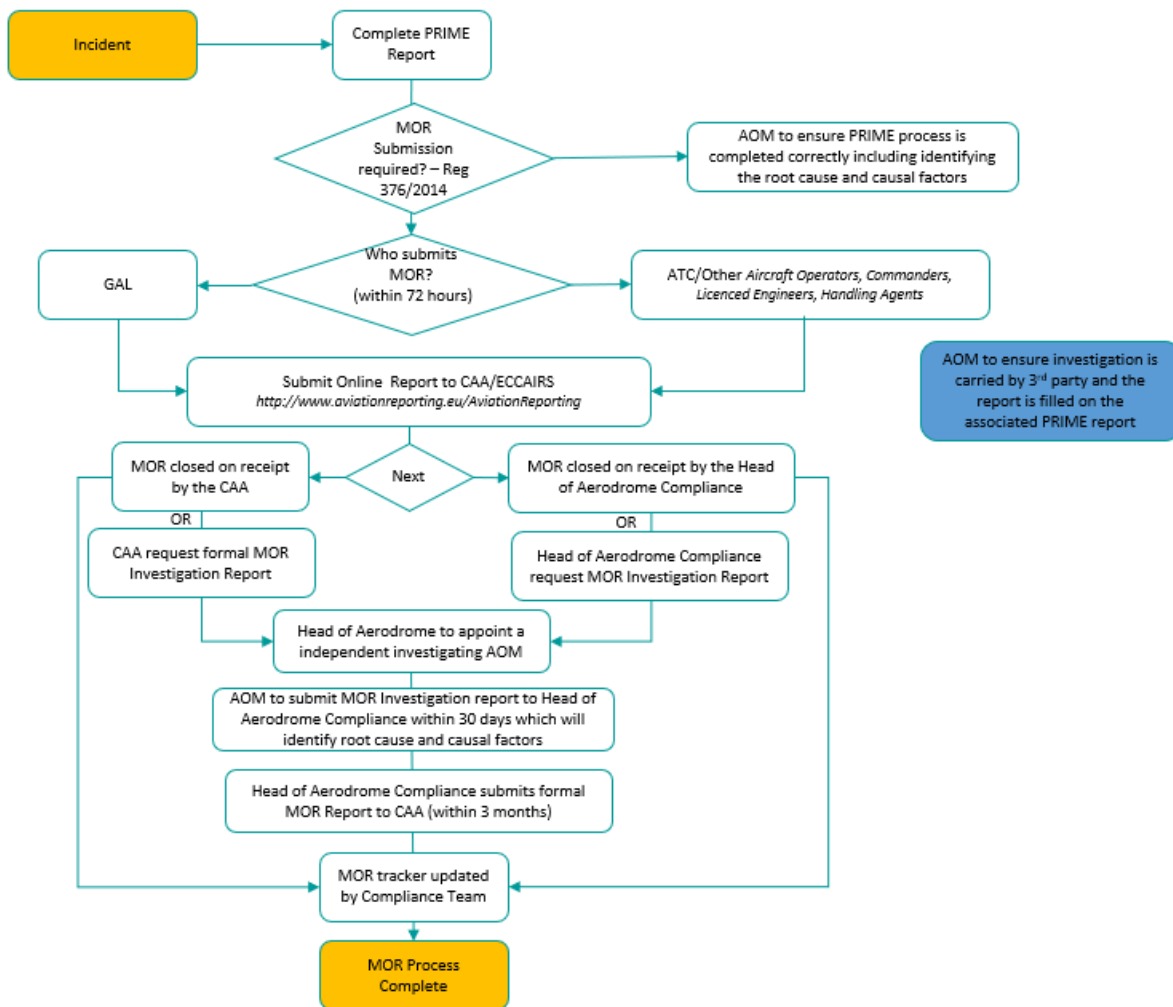 Incident
Complete PRIME
Report
MOR
Submission
required? – Reg
376/2014
AOM to ensure PRIME process is
completed correctly including identifying
the root cause and causal factors
Who submits
MOR?
(within 72 hours)
GAL
ATC/Other Aircraft Operators, Commanders,
Licenced Engineers, Handling Agents
AOM to ensure investigation is
carried by 3rd party and the
report is filled on the
associated PRIME report
Submit Online Report to CAA/ECCAIRS
http://www.aviationreporting.eu/AviationReporting
MOR closed on receipt
by the CAA
Next
MOR closed on receipt by the Head
of Aerodrome Compliance
OR
OR
CAA request formal MOR
Investigation Report
Head of Aerodrome Compliance
request MOR Investigation Report
Head of Aerodrome to appoint a
independent investigating AOM
AOM to submit MOR Investigation report to Head of
Aerodrome Compliance within 30 days which will
identify root cause and causal factors
Head of Aerodrome Compliance submits formal
MOR Report to CAA (within 3 months)
MOR tracker updated
by Compliance Team
MOR Process
Complete